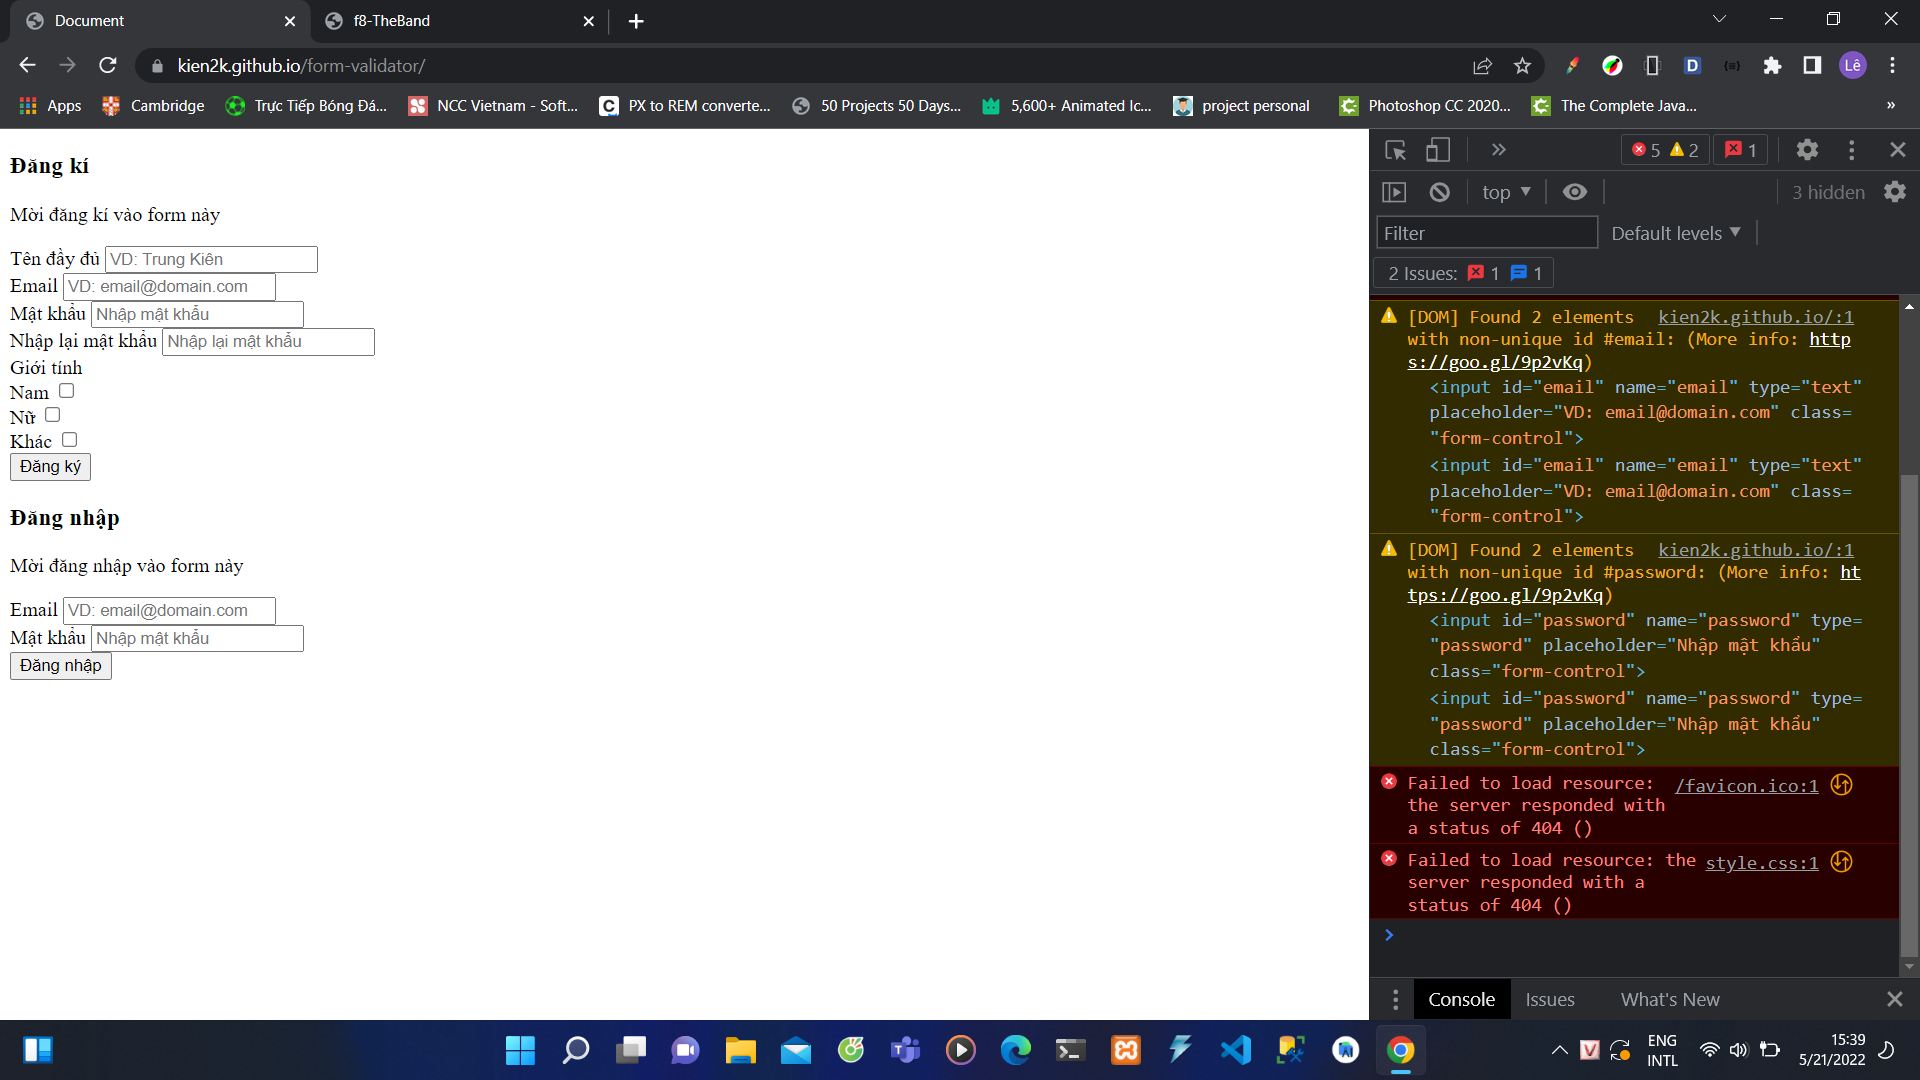 Document
f8-TheBand
kien2k.github.io/form-validator/
Lê
Apps
Cambridge
Trực Tiếp Bóng Đá...
NCC Vietnam - Soft...
PX to REM converte...
50 Projects 50 Days...
5,600+ Animated Ic...
project personal
Photoshop CC 2020...
The Complete Java...
»
Đăng kí
Mời đăng kí vào form này
Tên đầy đủ VD: Trung Kiên
Email VD: email@domain.com
Mật khẩu Nhập mật khẩu
Nhập lại mật khẩu Nhập lại mật khẩu
Giới tính
Nam
Nữ
Khác
Đăng ký
Đăng nhập
Mời đăng nhập vào form này
Email VD: email@domain.com
Mật khẩu Nhập mật khẩu
Đăng nhập
» 5 2 1
top 3 hidden
Filter Default levels
2 Issues: 1 1
[DOM] Found 2 elements kien2k.github.io/:1
with non-unique id #email: (More info: http
s://goo.gl/9p2vKq)
<input id="email" name="email" type="text"
placeholder="VD: email@domain.com" class=
"form-control">
<input id="email" name="email" type="text"
placeholder="VD: email@domain.com" class=
"form-control">
[DOM] Found 2 elements kien2k.github.io/:1
with non-unique id #password: (More info: ht
tps://goo.gl/9p2vKq)
<input id="password" name="password" type=
"password" placeholder="Nhập mật khẩu"
class="form-control">
<input id="password" name="password" type=
"password" placeholder="Nhập mật khẩu"
class="form-control">
Failed to load resource: /favicon.ico:1
the server responded with
a status of 404 ()
Failed to load resource: the style.css:1
server responded with a
status of 404 ()
Console Issues What's New
ENG
INTL
15:39
5/21/2022